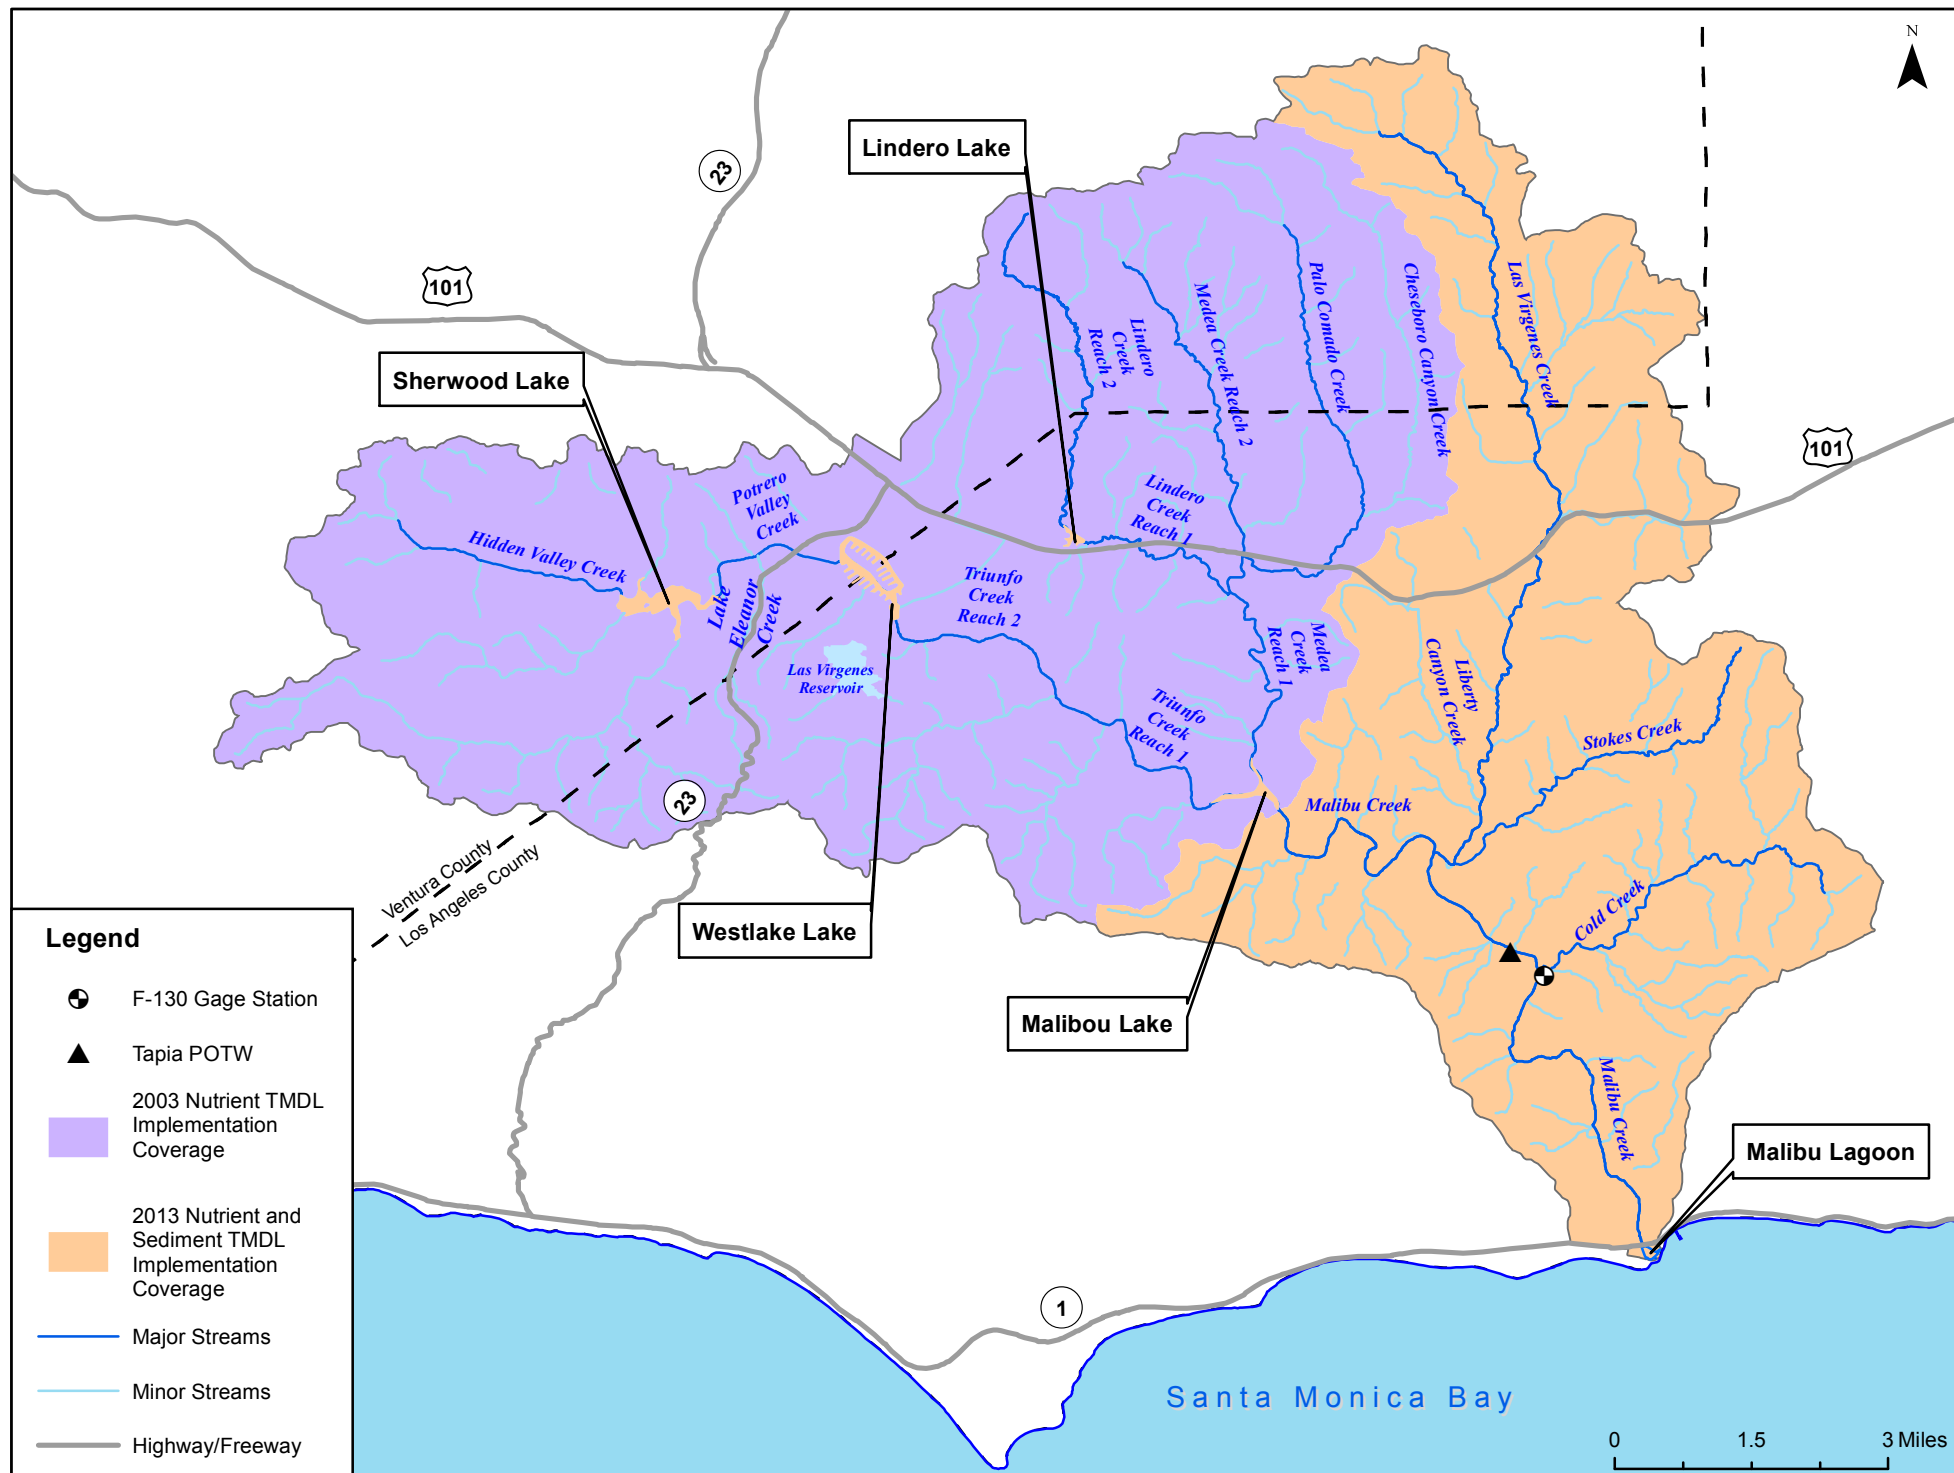 N
Lindero Lake
23
101
Sherwood Lake
Las Virgenes Creek
Cheseboro Canyon Creek
Palo Comado Creek
Medea Creek Reach 2
Lindero
Creek
Reach 2
101
Potrero
Valley
Creek
Lindero
Creek
Reach 1
Hidden Valley Creek
Lake
Eleanor
Creek
Triunfo
Creek
Reach 2
Medea
Creek
Reach 1
Las Virgenes
Reservoir
Liberty
Canyon Creek
Triunfo
Creek
Reach 1
Stokes Creek
23
Malibu Creek
Ventura County
Los Angeles County
Westlake Lake
Cold Creek
Malibou Lake
Malibu Creek
Malibu Lagoon
Legend
F-130 Gage Station
Tapia POTW
2003 Nutrient TMDL
Implementation
Coverage
2013 Nutrient and
Sediment TMDL
Implementation
Coverage
Major Streams
Minor Streams
Highway/Freeway
1
Santa Monica Bay
0 1.5 3 Miles